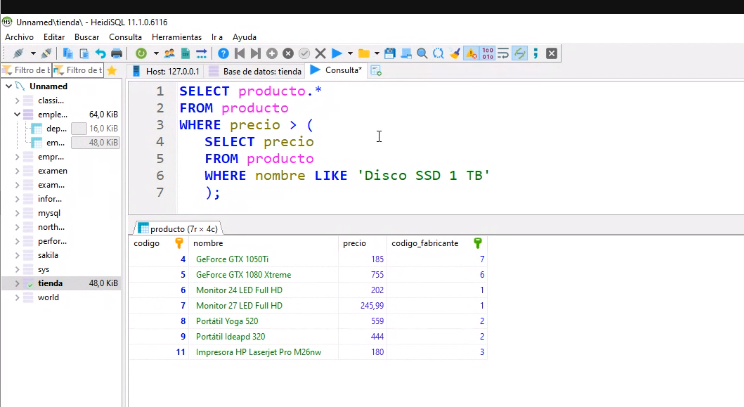 Unnamed\tienda\ - HeidiSQL 11.1.0.6116
Archivo Editar Buscar Consulta Herramientas Ir a Ayuda
Filtro de t Filtro de t Host: 127.0.0.1 Base de datos: tienda Consulta*
Unnamed
classi...
emple... 64,0 KiB
dep... 16,0 KiB
em... 48,0 KiB
empr...
examen
exam...
infor...
mysql
north...
perfor...
sakila
sys
tienda 48,0 KiB
world
1 SELECT producto.*
2 FROM producto
3 WHERE precio > (
4 SELECT precio
5 FROM producto
6 WHERE nombre LIKE 'Disco SSD 1 TB'
7 );
producto (7r × 4c)
codigo nombre precio codigo_fabricante
4 GeForce GTX 1050Ti 185 7
5 GeForce GTX 1080 Xtreme 755 6
6 Monitor 24 LED Full HD 202 1
7 Monitor 27 LED Full HD 245,99 1
8 Portátil Yoga 520 559 2
9 Portátil Ideapd 320 444 2
11 Impresora HP Laserjet Pro M26nw 180 3